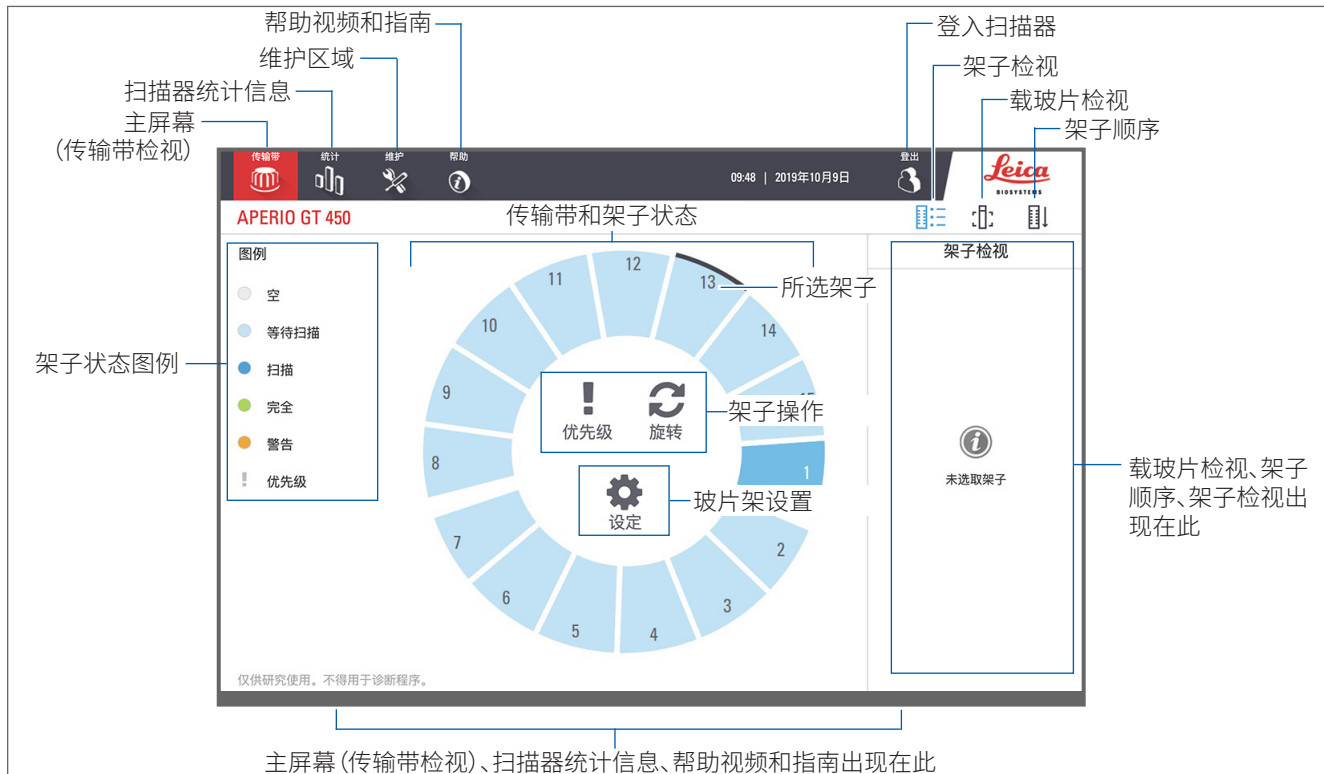 帮助视频和指南
维护区域
扫描器统计信息
主屏幕
(传输带检视)
登入扫描器
架子检视
载玻片检视
架子顺序
传输带
统计
维护
帮助
09:48 | 2019年10月9日
登出
Leica
BIOSYSTEMS
APERIO GT 450
传输带和架子状态
图例
空
等待扫描
扫描
完全
警告
优先级
架子状态图例
12
11
13
所选架子
10
14
9
15
8
1
7
2
6
3
5
4
优先级
旋转
架子操作
设定
玻片架设置
架子检视
未选取架子
载玻片检视、架子
顺序、架子检视出
现在此
仅供研究使用。不得用于诊断程序。
主屏幕(传输带检视)、扫描器统计信息、帮助视频和指南出现在此